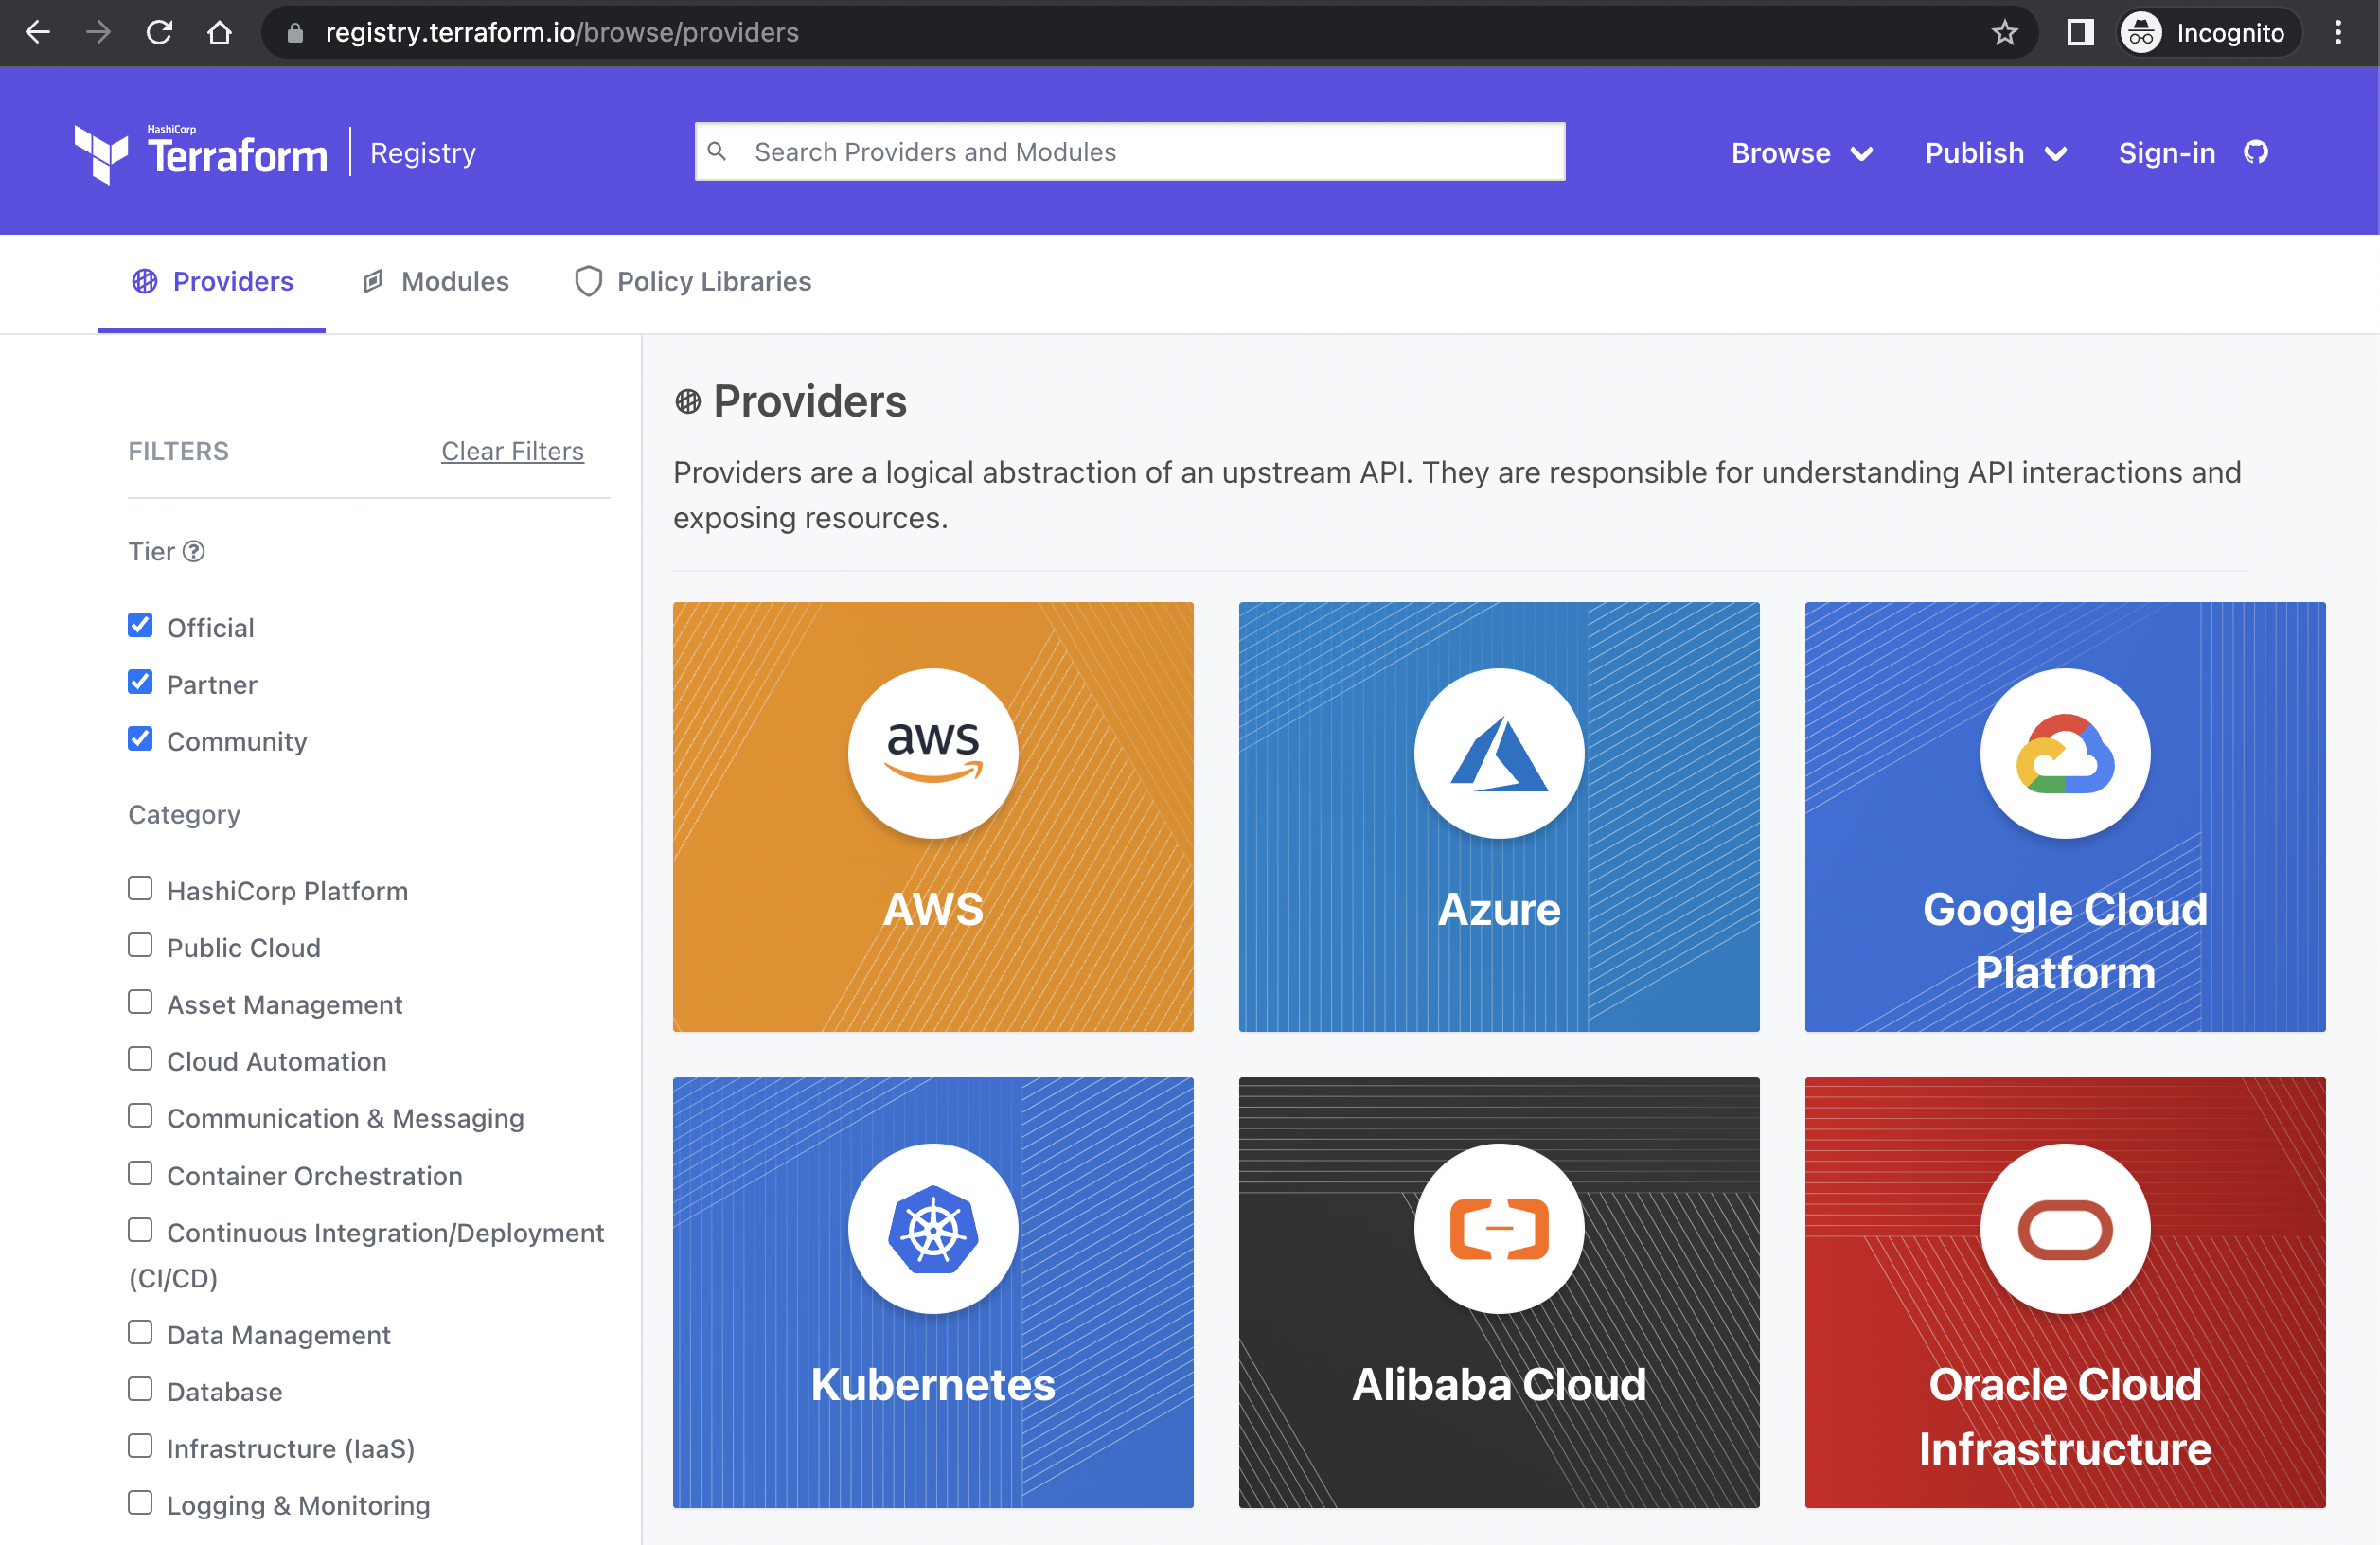 registry.terraform.io/browse/providers
Incognito
HashiCorp
Terraform
Registry
Search Providers and Modules
Browse
Publish
Sign-in
Providers
Modules
Policy Libraries
FILTERS
Clear Filters
Tier
Official
Partner
Community
Category
HashiCorp Platform
Public Cloud
Asset Management
Cloud Automation
Communication & Messaging
Container Orchestration
Continuous Integration/Deployment
(CI/CD)
Data Management
Database
Infrastructure (IaaS)
Logging & Monitoring
Providers
Providers are a logical abstraction of an upstream API. They are responsible for understanding API interactions and
exposing resources.
aws
AWS
Azure
Google Cloud
Platform
Kubernetes
Alibaba Cloud
Oracle Cloud
Infrastructure